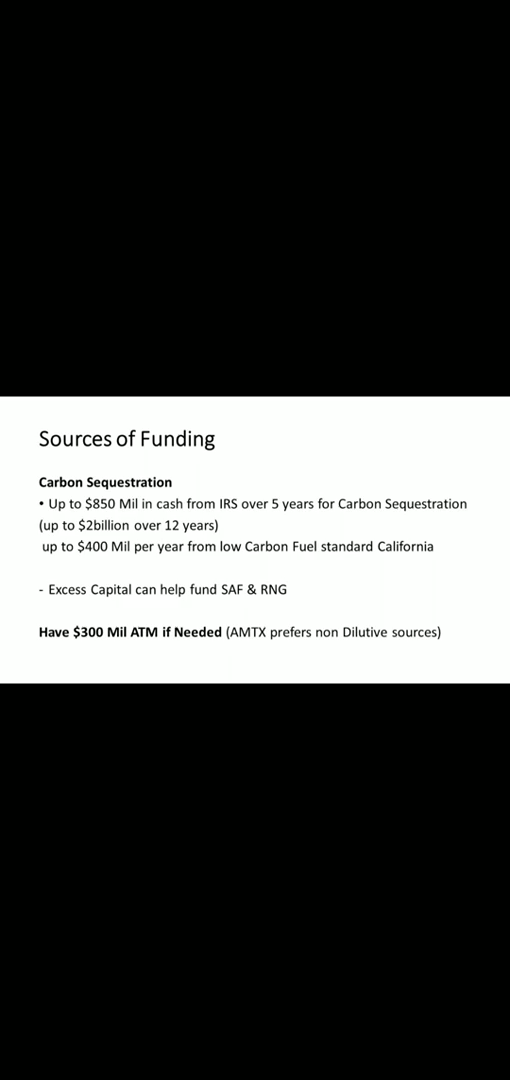 Sources of Funding
Carbon Sequestration
• Up to $850 Mil in cash from IRS over 5 years for Carbon Sequestration
(up to $2billion over 12 years)
up to $400 Mil per year from low Carbon Fuel standard California
- Excess Capital can help fund SAF & RNG
Have $300 Mil ATM if Needed (AMTX prefers non Dilutive sources)